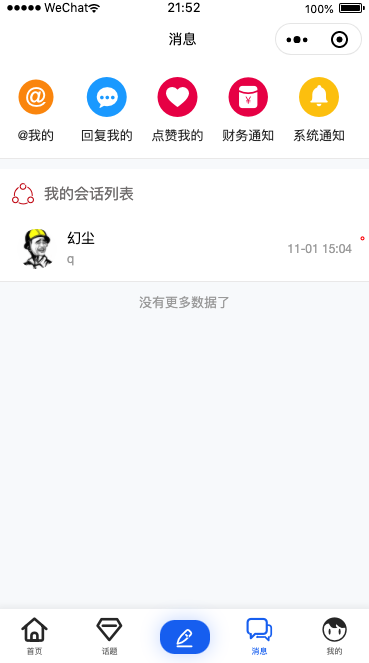 WeChat 21:52 100%
消息
@
¥
@我的 回复我的 点赞我的 财务通知 系统通知
我的会话列表
幻尘
11-01 15:04
q
没有更多数据了
首页 话题 消息 我的